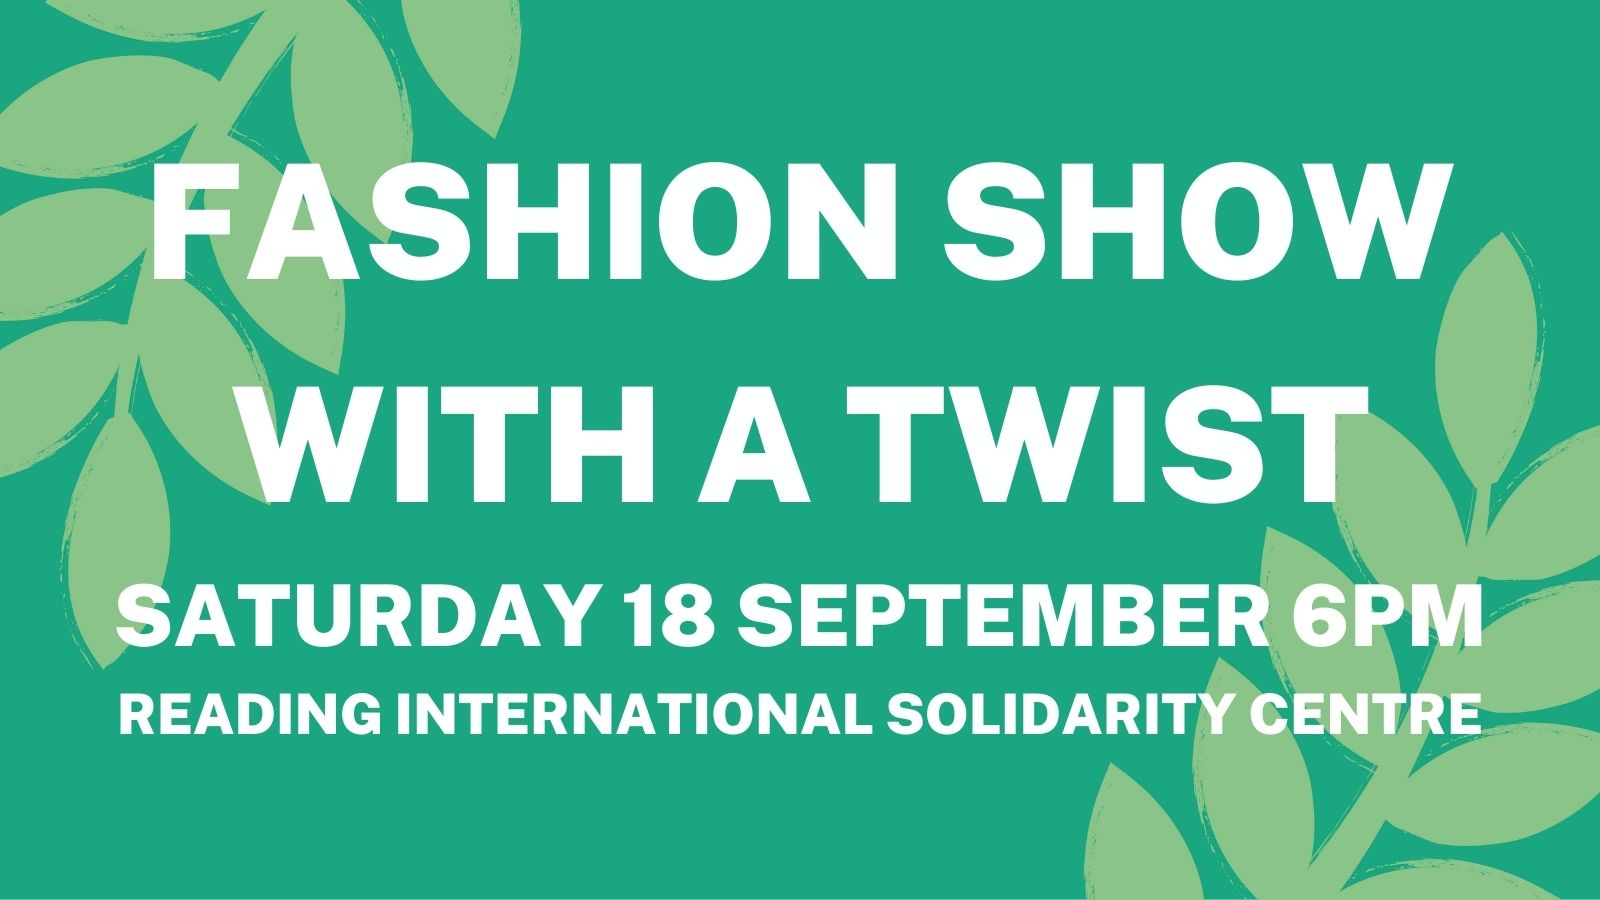 FASHION SHOW
WITH A TWIST
SATURDAY 18 SEPTEMBER 6PM
READING INTERNATIONAL SOLIDARITY CENTRE